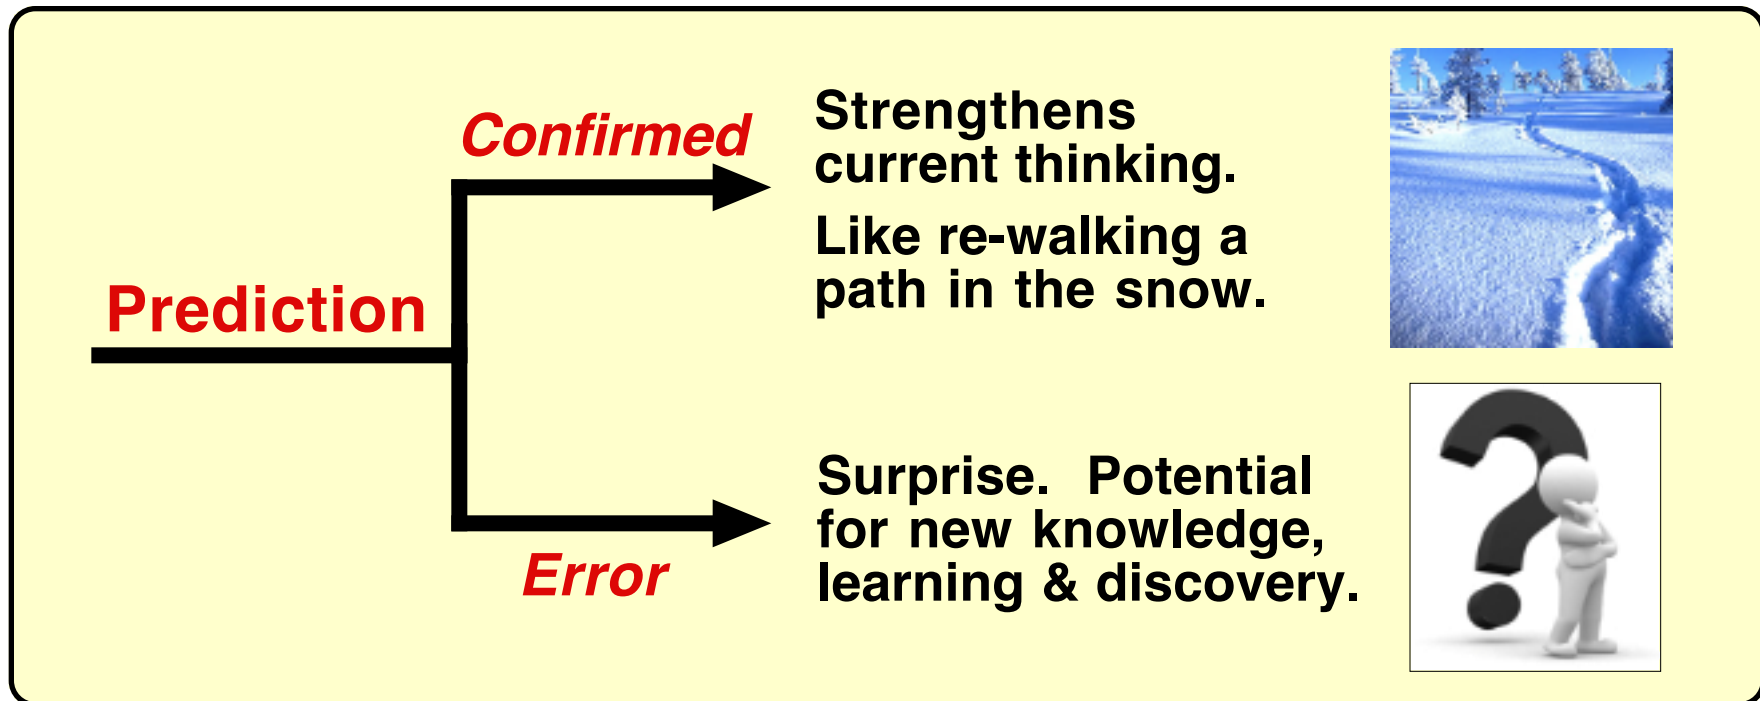 Prediction
Confirmed
Strengthens
current thinking.
Like re-walking a
path in the snow.
Error
Surprise.  Potential
for new knowledge,
learning & discovery.